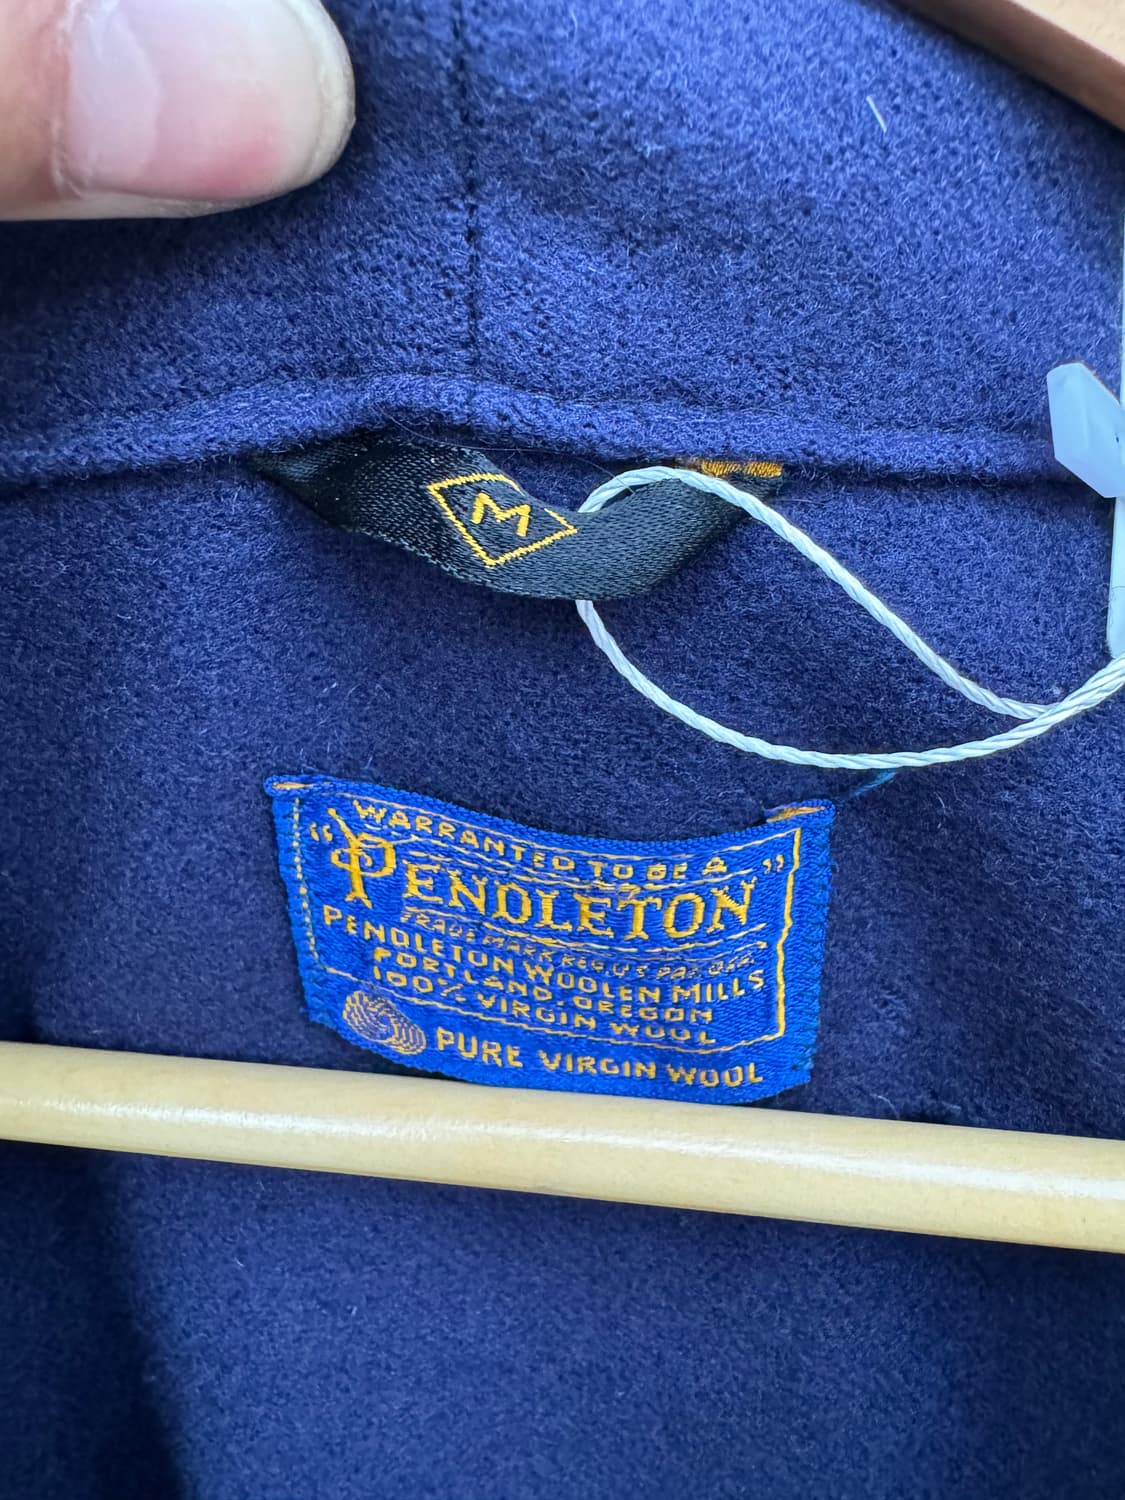 M
WARRANTED TO BE A
"PENDLETON"
TRADE MARK REG. U S PAT. OFF.
PENDLETON WOOLEN MILLS
PORTLAND, OREGON
100% VIRGIN WOOL
PURE VIRGIN WOOL